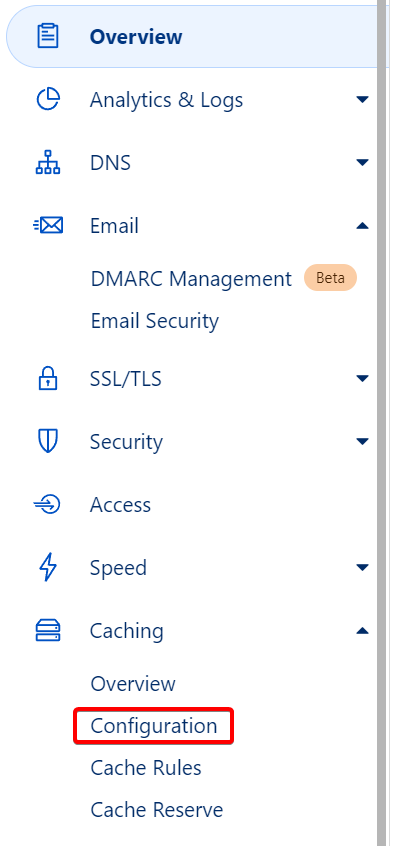 Overview
Analytics & Logs
DNS
Email
DMARC Management Beta
Email Security
SSL/TLS
Security
Access
Speed
Caching
Overview
Configuration
Cache Rules
Cache Reserve